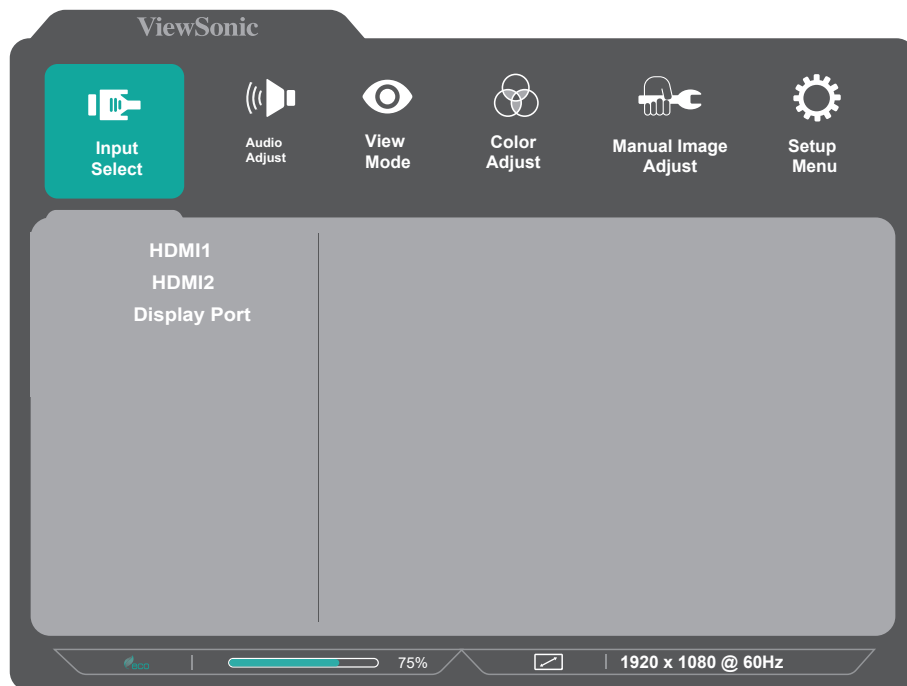 ViewSonic
Input
Select
Audio
Adjust
View
Mode
Color
Adjust
Manual Image
Adjust
Setup
Menu
HDMI1
HDMI2
Display Port
eco
75%
1920 x 1080 @ 60Hz